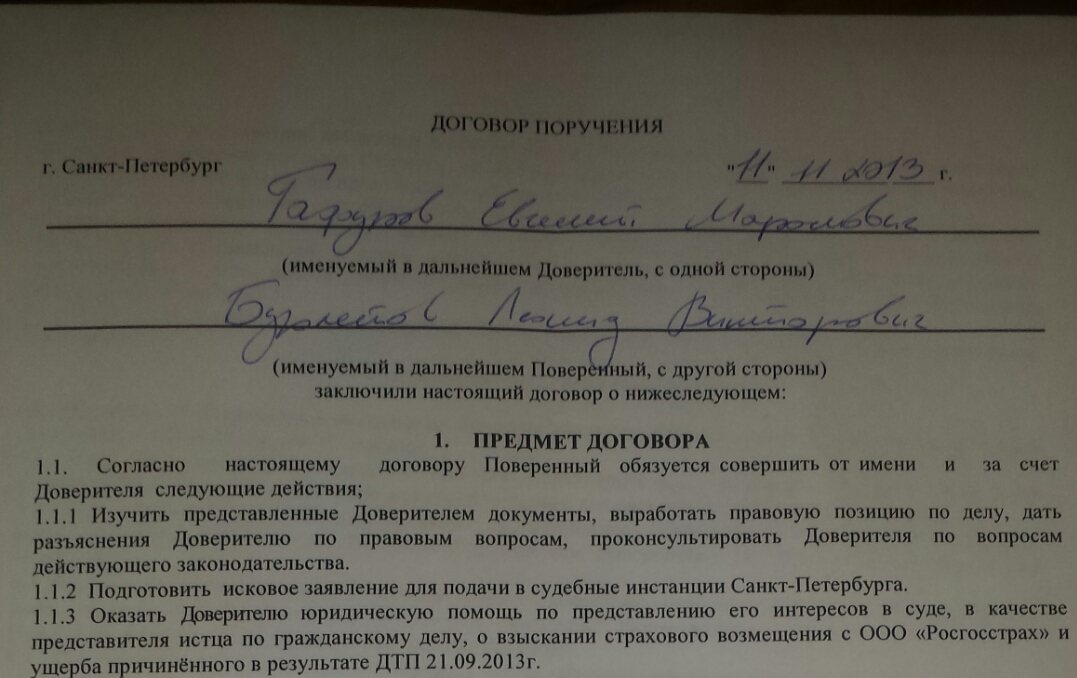 ДОГОВОР ПОРУЧЕНИЯ
г. Санкт-Петербург "11" 11 2013 г.
Гафуров Евгений Маратович
(именуемый в дальнейшем Доверитель, с одной стороны)
Леонид Викторович
(именуемый в дальнейшем Поверенный, с другой стороны)
заключили настоящий договор о нижеследующем:
1. ПРЕДМЕТ ДОГОВОРА
1.1. Согласно настоящему договору Поверенный обязуется совершить от имени и за счет
Доверителя следующие действия;
1.1.1 Изучить представленные Доверителем документы, выработать правовую позицию по делу, дать
разъяснения Доверителю по правовым вопросам, проконсультировать Доверителя по вопросам
действующего законодательства.
1.1.2 Подготовить исковое заявление для подачи в судебные инстанции Санкт-Петербурга.
1.1.3 Оказать Доверителю юридическую помощь по представлению его интересов в суде, в качестве
представителя истца по гражданскому делу, о взыскании страхового возмещения с ООО «Росгосстрах» и
ущерба причинённого в результате ДТП 21.09.2013г.